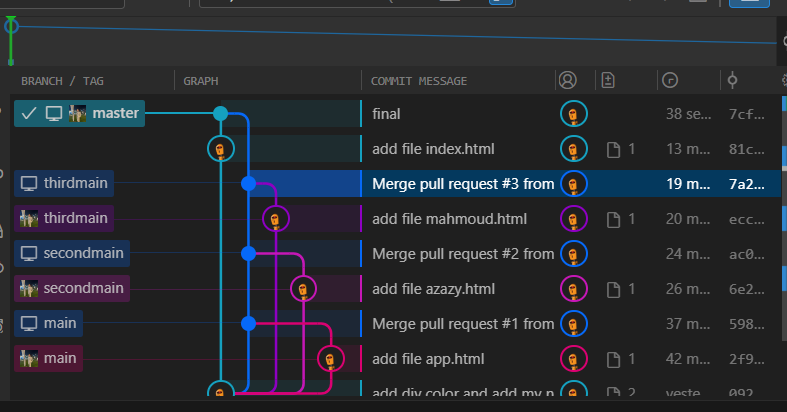 BRANCH / TAG GRAPH COMMIT MESSAGE
master final 38 se... 7cf...
add file index.html 1 13 m... 81c...
thirdmain Merge pull request #3 from 19 m... 7a2...
thirdmain add file mahmoud.html 1 20 m... ecc...
secondmain Merge pull request #2 from 24 m... ac0...
secondmain add file azazy.html 1 26 m... 6e2...
main Merge pull request #1 from 37 m... 598...
main add file app.html 1 42 m... 2f9...
add div color and add my n 2 yeste 092